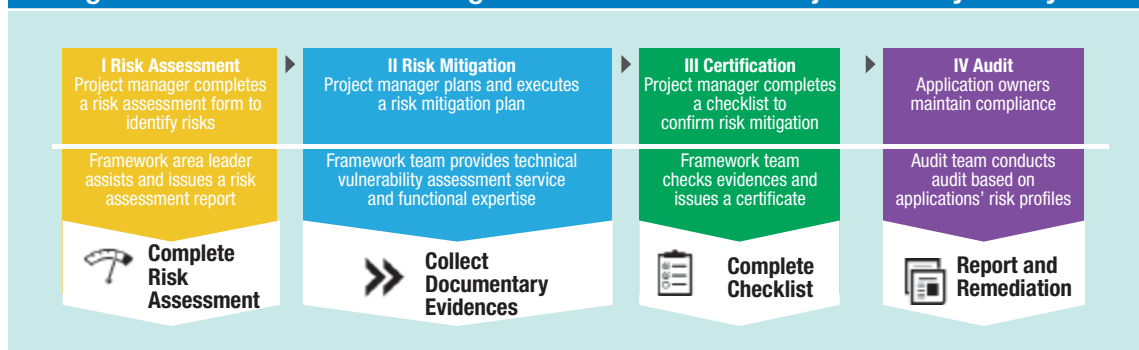 I Risk Assessment
Project manager completes
a risk assessment form to
identify risks
Framework area leader
assists and issues a risk
assessment report
Complete
Risk
Assessment
II Risk Mitigation
Project manager plans and executes
a risk mitigation plan
Framework team provides technical
vulnerability assessment service
and functional expertise
Collect
Documentary
Evidences
III Certification
Project manager completes
a checklist to
confirm risk mitigation
Framework team
checks evidences and
issues a certificate
Complete
Checklist
IV Audit
Application owners
maintain compliance
Audit team conducts
audit based on
applications’ risk profiles
Report and
Remediation